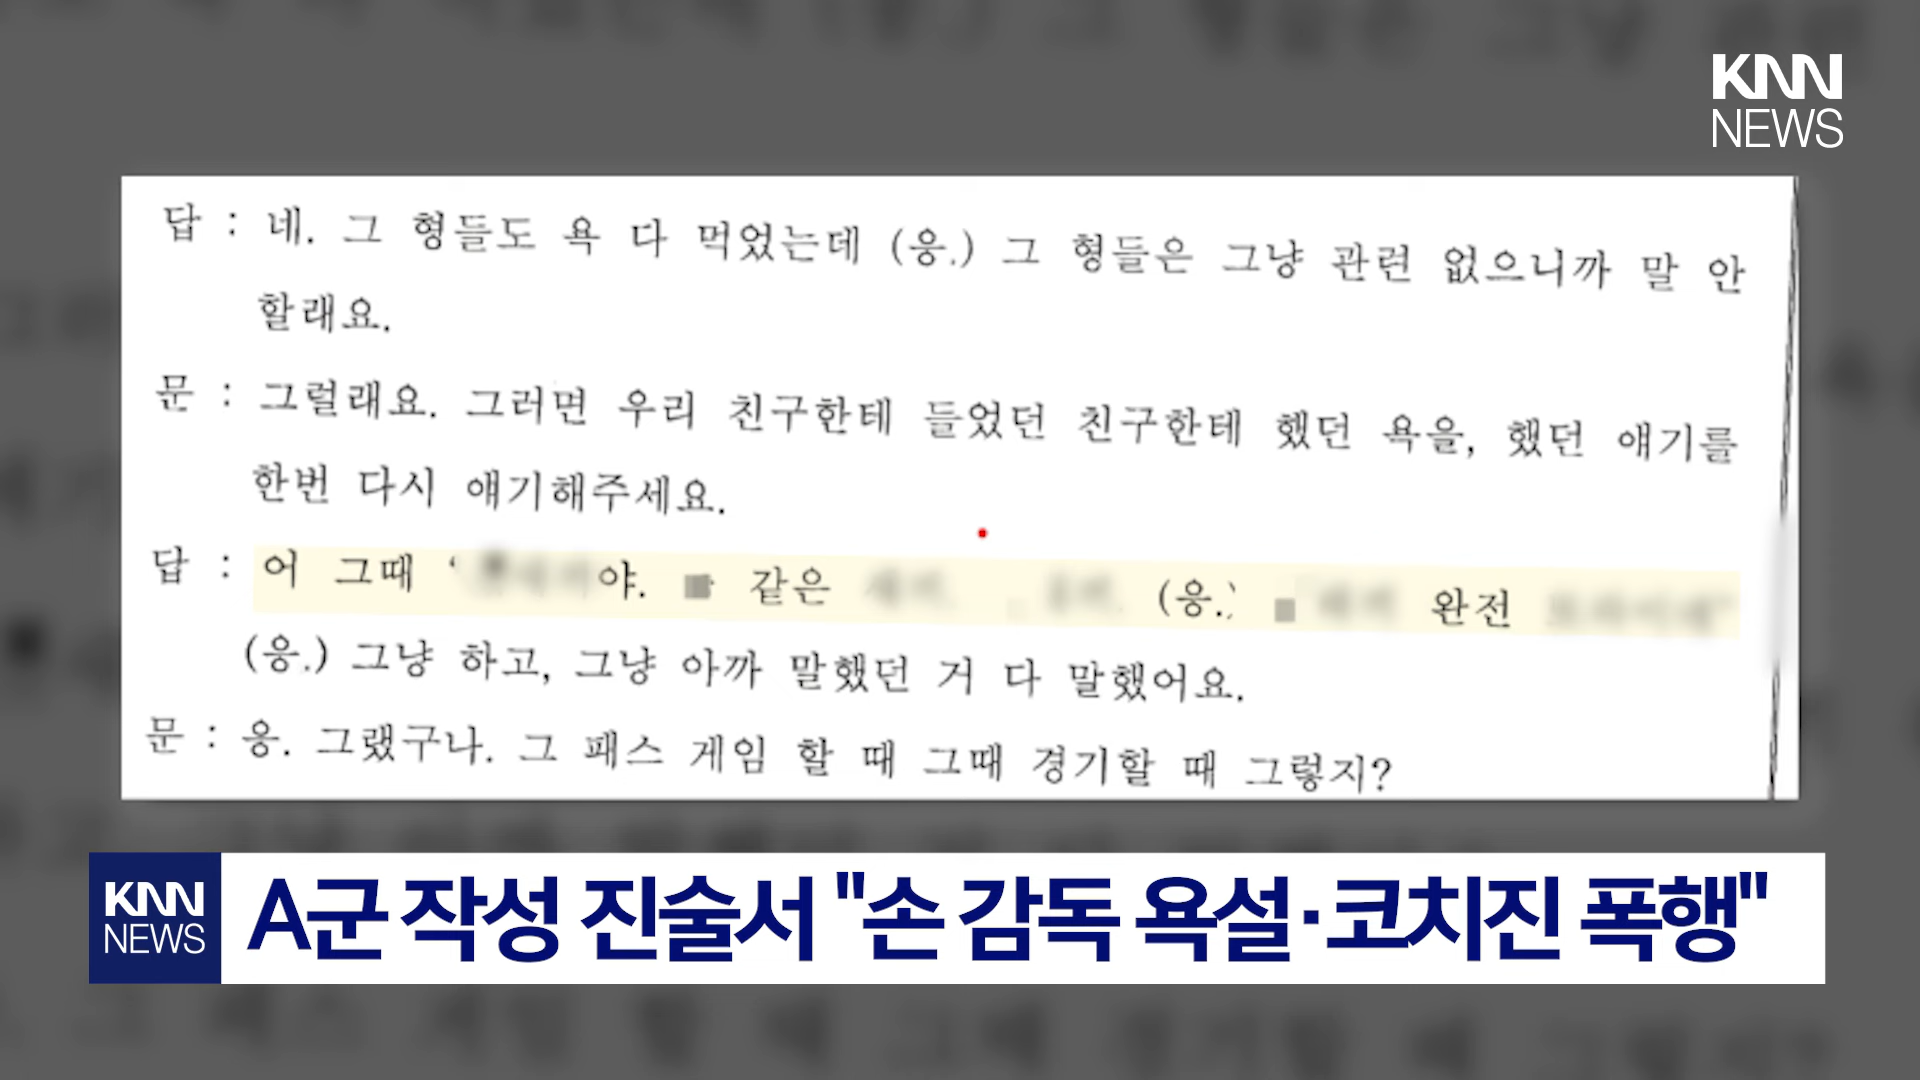 KNN
NEWS
답 : 네. 그 형들도 욕 다 먹었는데 (응.) 그 형들은 그냥 관련 없으니까 말 안
할래요.
문 : 그럴래요. 그러면 우리 친구한테 들었던 친구한테 했던 욕을, 했던 얘기를
한번 다시 얘기해주세요.
답 : 어 그때 ‘ 야. 같은 (응.) 완전
(응.) 그냥 하고, 그냥 아까 말했던 거 다 말했어요.
문 : 응. 그랬구나. 그 패스 게임 할 때 그때 경기할 때 그렇지?
KNN
NEWS
A군 작성 진술서 "손 감독 욕설·코치진 폭행"